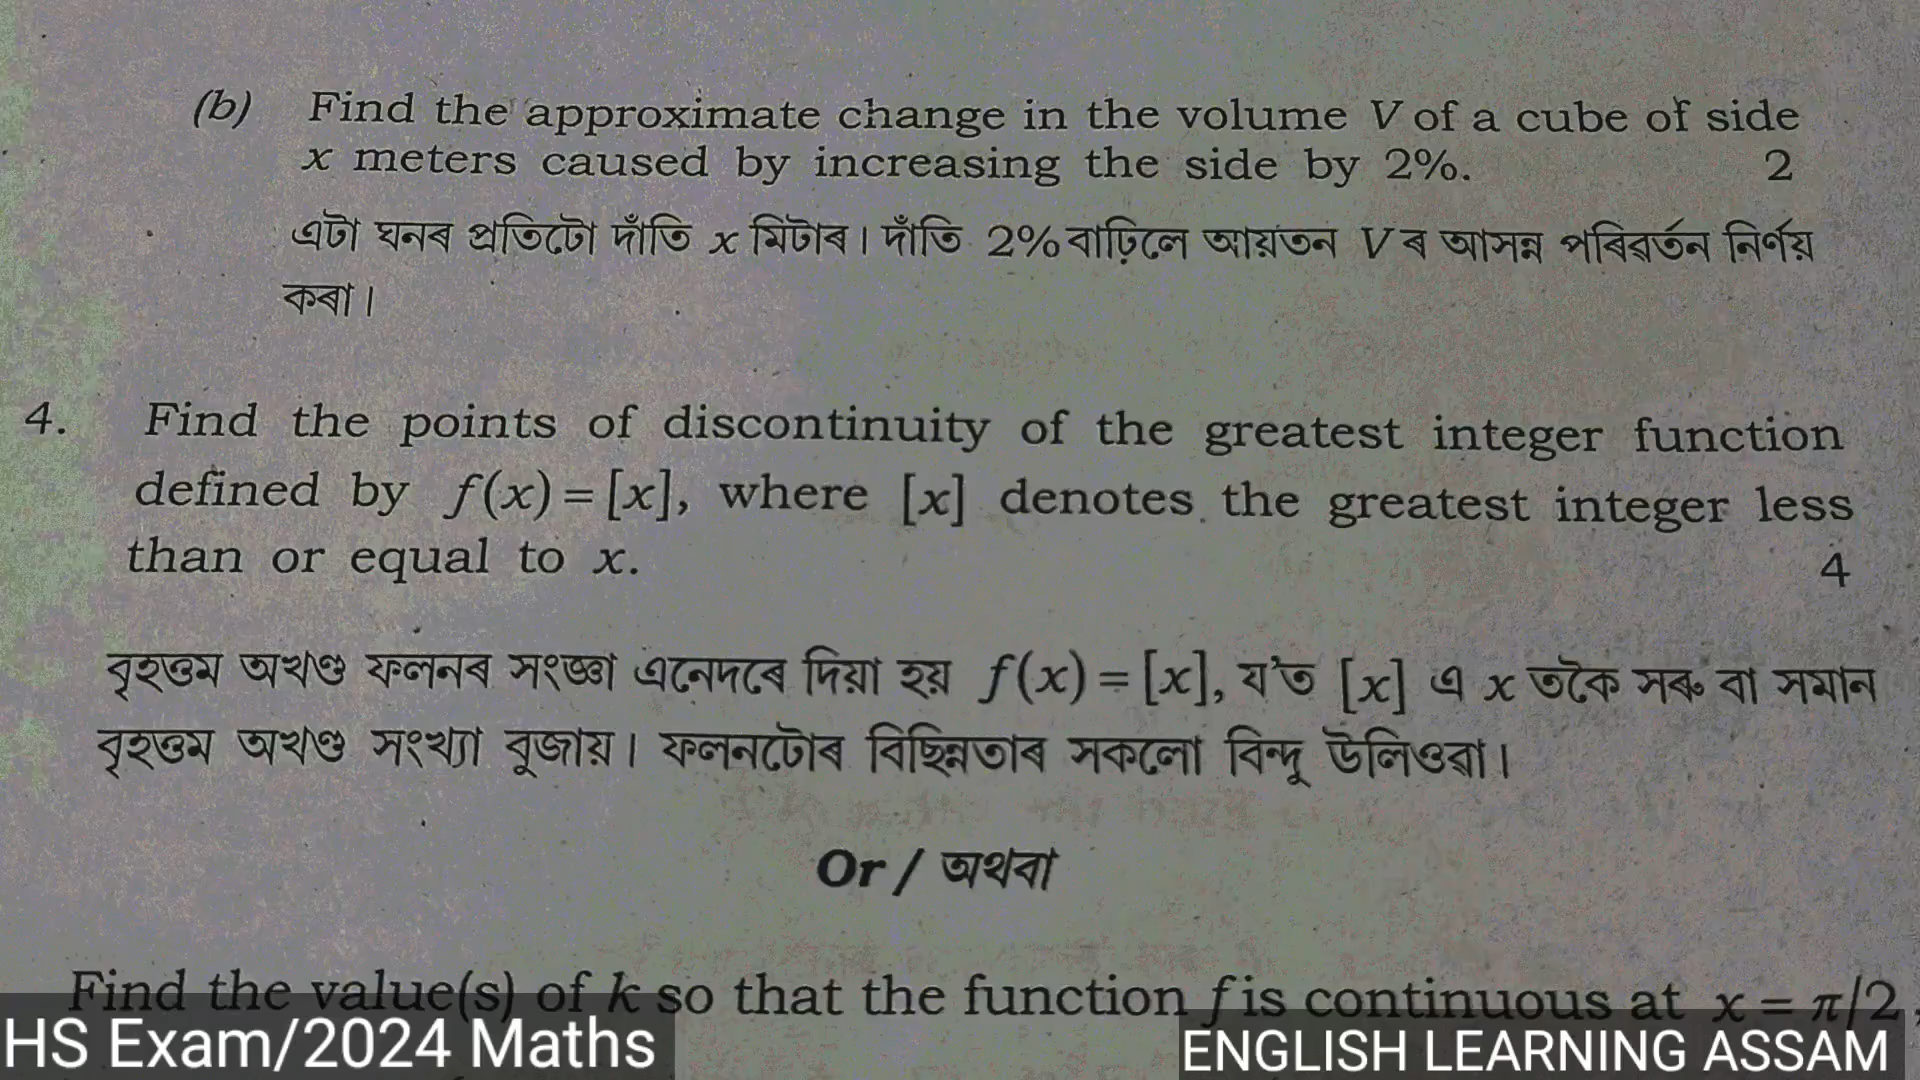 (b) Find the approximate change in the volume V of a cube of side
x meters caused by increasing the side by 2%. 2
এটা ঘনৰ প্ৰতিটো দাঁতি x মিটাৰ। দাঁতি 2% বাঢ়িলে আয়তন V ৰ আসন্ন পৰিৱৰ্তন নিৰ্ণয়
কৰা।
4. Find the points of discontinuity of the greatest integer function
defined by f(x) = [x], where [x] denotes the greatest integer less
than or equal to x. 4
বৃহত্তম অখণ্ড ফলনৰ সংজ্ঞা এনেদৰে দিয়া হয় f(x) = [x], য'ত [x] এ x তকৈ সৰু বা সমান
বৃহত্তম অখণ্ড সংখ্যা বুজায়। ফলনটোৰ বিছিন্নতাৰ সকলো বিন্দু উলিওৱা।
Or / অথবা
Find the value(s) of k so that the function f is continuous at x = π/2,
HS Exam/2024 Maths
ENGLISH LEARNING ASSAM